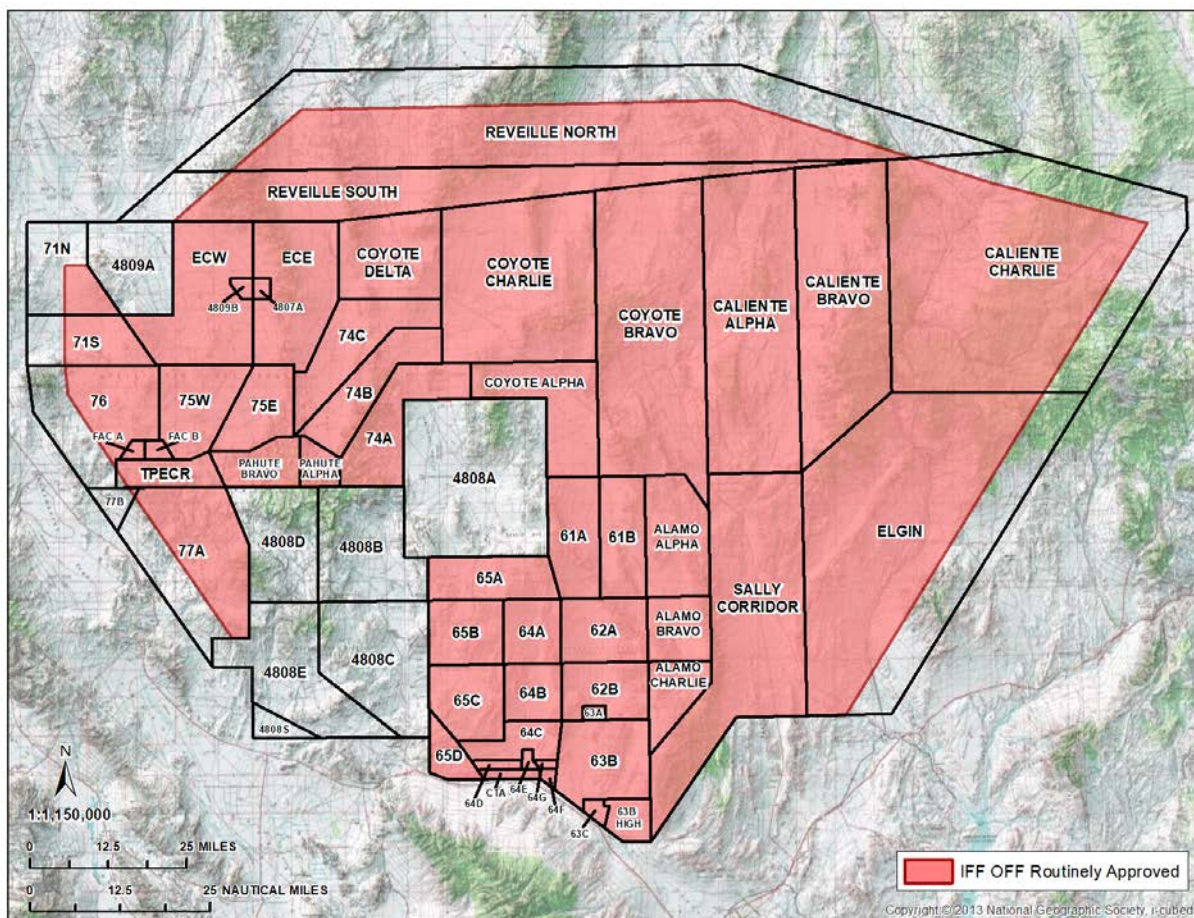 REVEILLE NORTH
REVEILLE SOUTH
71N
4809A
ECW
ECE
COYOTE
DELTA
COYOTE
CHARLIE
COYOTE
BRAVO
CALIENTE
ALPHA
CALIENTE
BRAVO
CALIENTE
CHARLIE
4809B
4807A
71S
74C
76
75W
75E
74B
74A
COYOTE ALPHA
FAC A
FAC B
TPECR
PAHUTE
BRAVO
PAHUTE
ALPHA
4808A
77B
77A
4808D
4808B
61A
61B
ALAMO
ALPHA
ELGIN
65A
SALLY
CORRIDOR
65B
64A
62A
ALAMO
BRAVO
4808E
4808C
65C
64B
62B
ALAMO
CHARLIE
63A
4808S
64C
65D
63B
64D
CTA
64E
64G
64F
63C
63B
HIGH
N
1:1,150,000
0 12.5 25 MILES
0 12.5 25 NAUTICAL MILES
IFF OFF Routinely Approved
Copyright © 2013 National Geographic Society, i-cubed